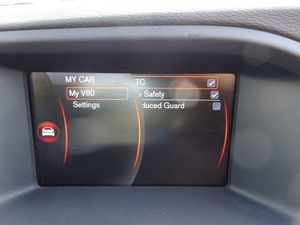 MY CAR
My V60
Settings
TC
y Safety
duced Guard